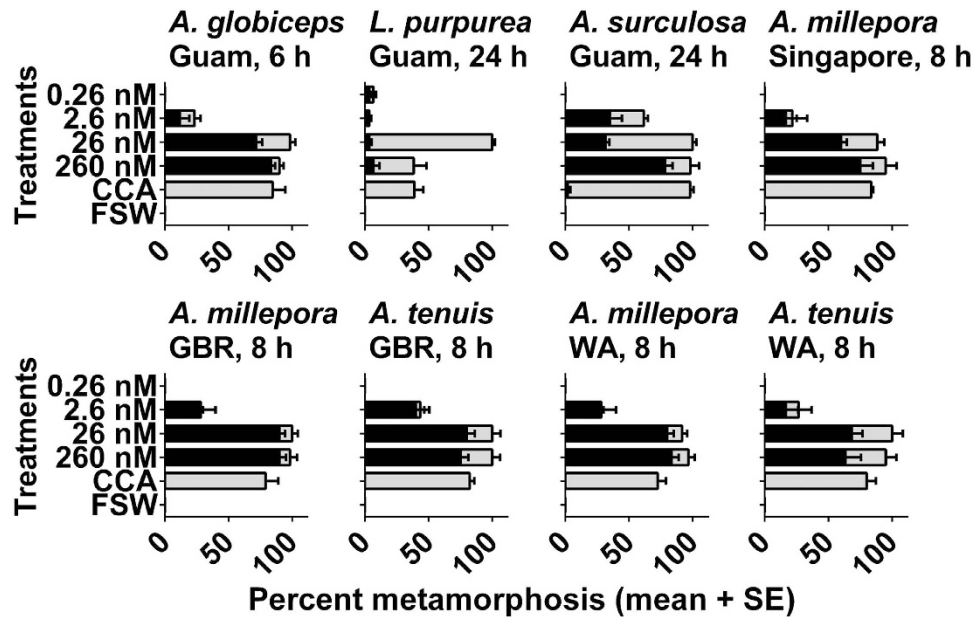 A. globiceps L. purpurea A. surculosa A. millepora
Guam, 6 h Guam, 24 h Guam, 24 h Singapore, 8 h
Treatments
0.26 nM
2.6 nM
26 nM
260 nM
CCA
FSW
0 50 100 0 50 100 0 50 100 0 50 100
A. millepora A. tenuis A. millepora A. tenuis
GBR, 8 h GBR, 8 h WA, 8 h WA, 8 h
Treatments
0.26 nM
2.6 nM
26 nM
260 nM
CCA
FSW
0 50 100 0 50 100 0 50 100 0 50 100
Percent metamorphosis (mean + SE)